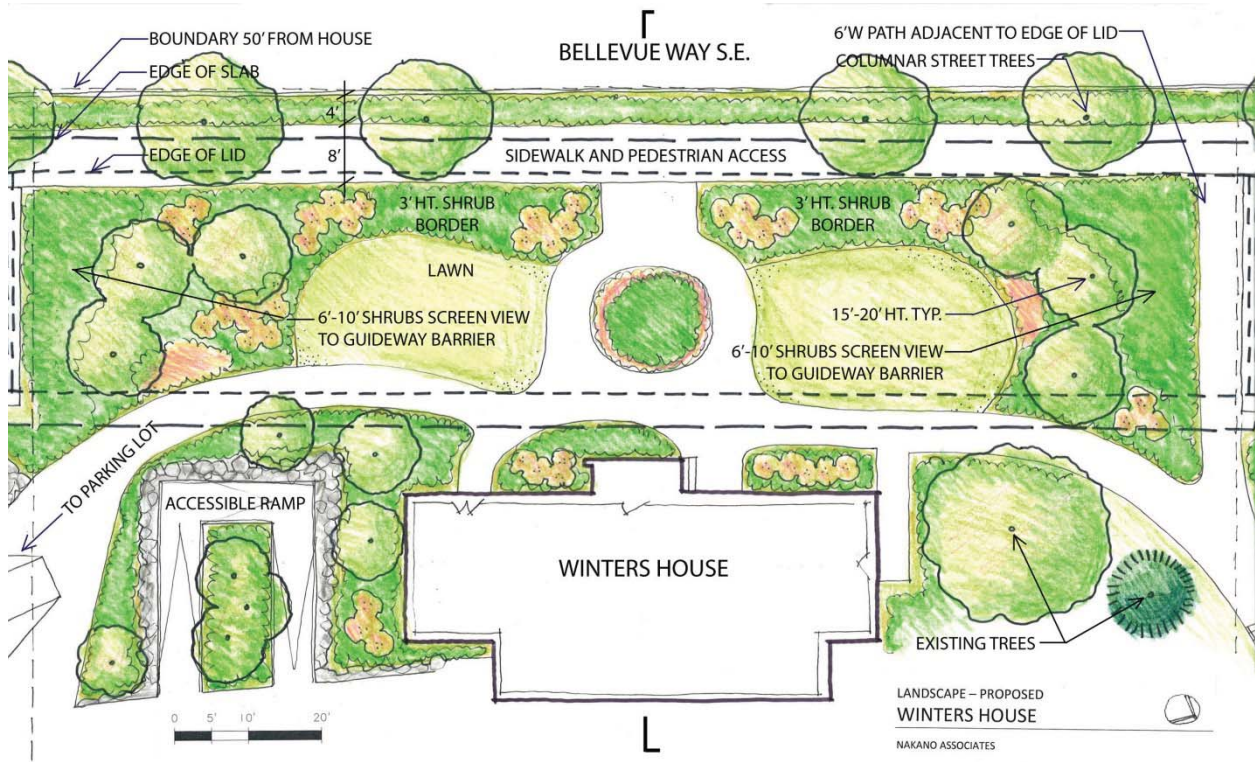 BOUNDARY 50' FROM HOUSE
BELLEVUE WAY S.E.
6'W PATH ADJACENT TO EDGE OF LID
COLUMNAR STREET TREES
EDGE OF SLAB
4'
EDGE OF LID
8'
SIDEWALK AND PEDESTRIAN ACCESS
3' HT. SHRUB
BORDER
3' HT. SHRUB
BORDER
LAWN
6'-10' SHRUBS SCREEN VIEW
TO GUIDEWAY BARRIER
15'-20' HT. TYP.
6'-10' SHRUBS SCREEN VIEW
TO GUIDEWAY BARRIER
TO PARKING LOT
ACCESSIBLE RAMP
WINTERS HOUSE
EXISTING TREES
0 5' 10' 20'
LANDSCAPE – PROPOSED
WINTERS HOUSE
NAKANO ASSOCIATES